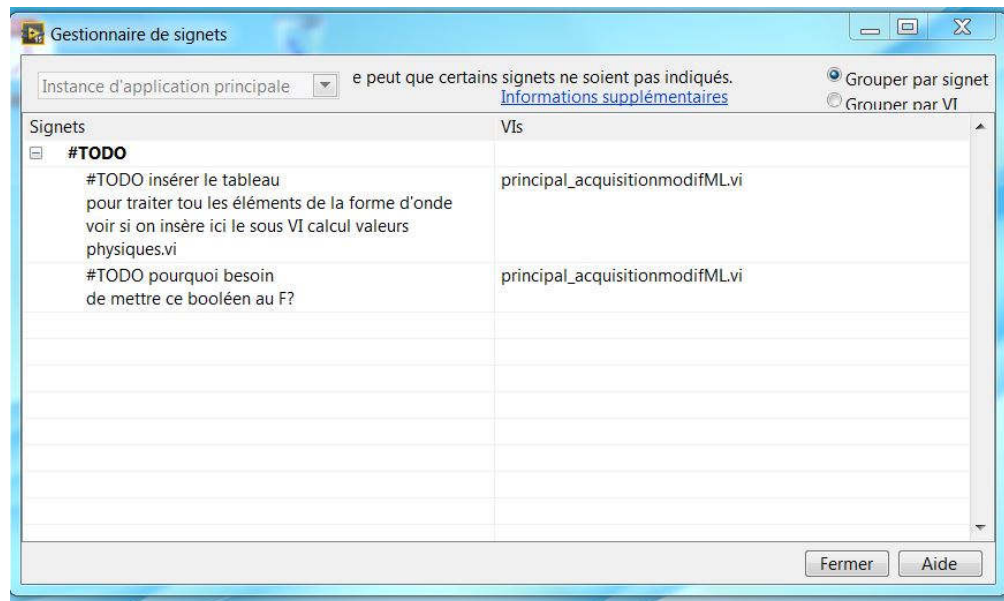 Gestionnaire de signets
Instance d'application principale
e peut que certains signets ne soient pas indiqués.
Informations supplémentaires
Grouper par signet
Grouper par VI
Signets VIs
#TODO
#TODO insérer le tableau principal_acquisitionmodifML.vi
pour traiter tou les éléments de la forme d'onde
voir si on insère ici le sous VI calcul valeurs
physiques.vi
#TODO pourquoi besoin principal_acquisitionmodifML.vi
de mettre ce booléen au F?
Fermer Aide